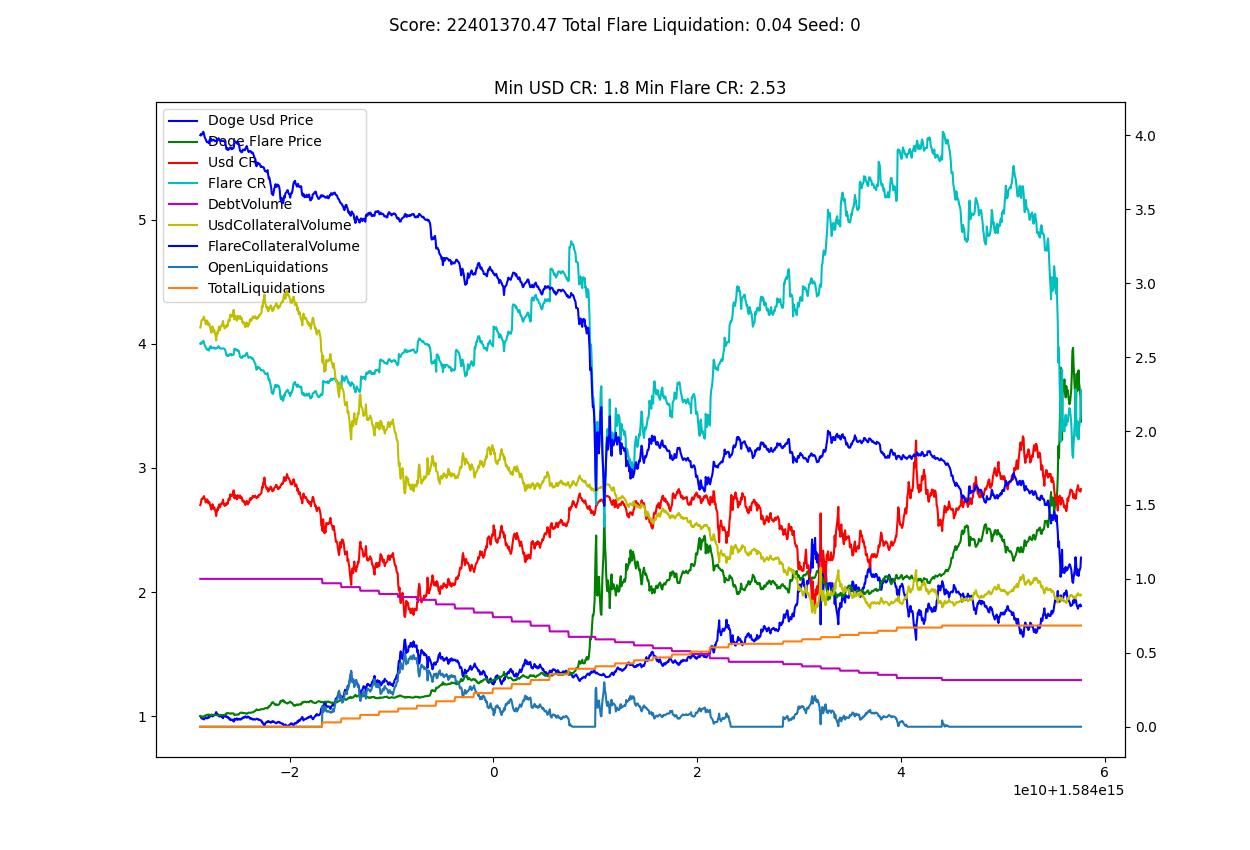 Score: 22401370.47 Total Flare Liquidation: 0.04 Seed: 0
Min USD CR: 1.8 Min Flare CR: 2.53
Doge Usd Price
Doge Flare Price
Usd CR
Flare CR
DebtVolume
UsdCollateralVolume
FlareCollateralVolume
OpenLiquidations
TotalLiquidations
5
4
3
2
1
4.0
3.5
3.0
2.5
2.0
1.5
1.0
0.5
0.0
−2
0
2
4
6
1e10+1.584e15